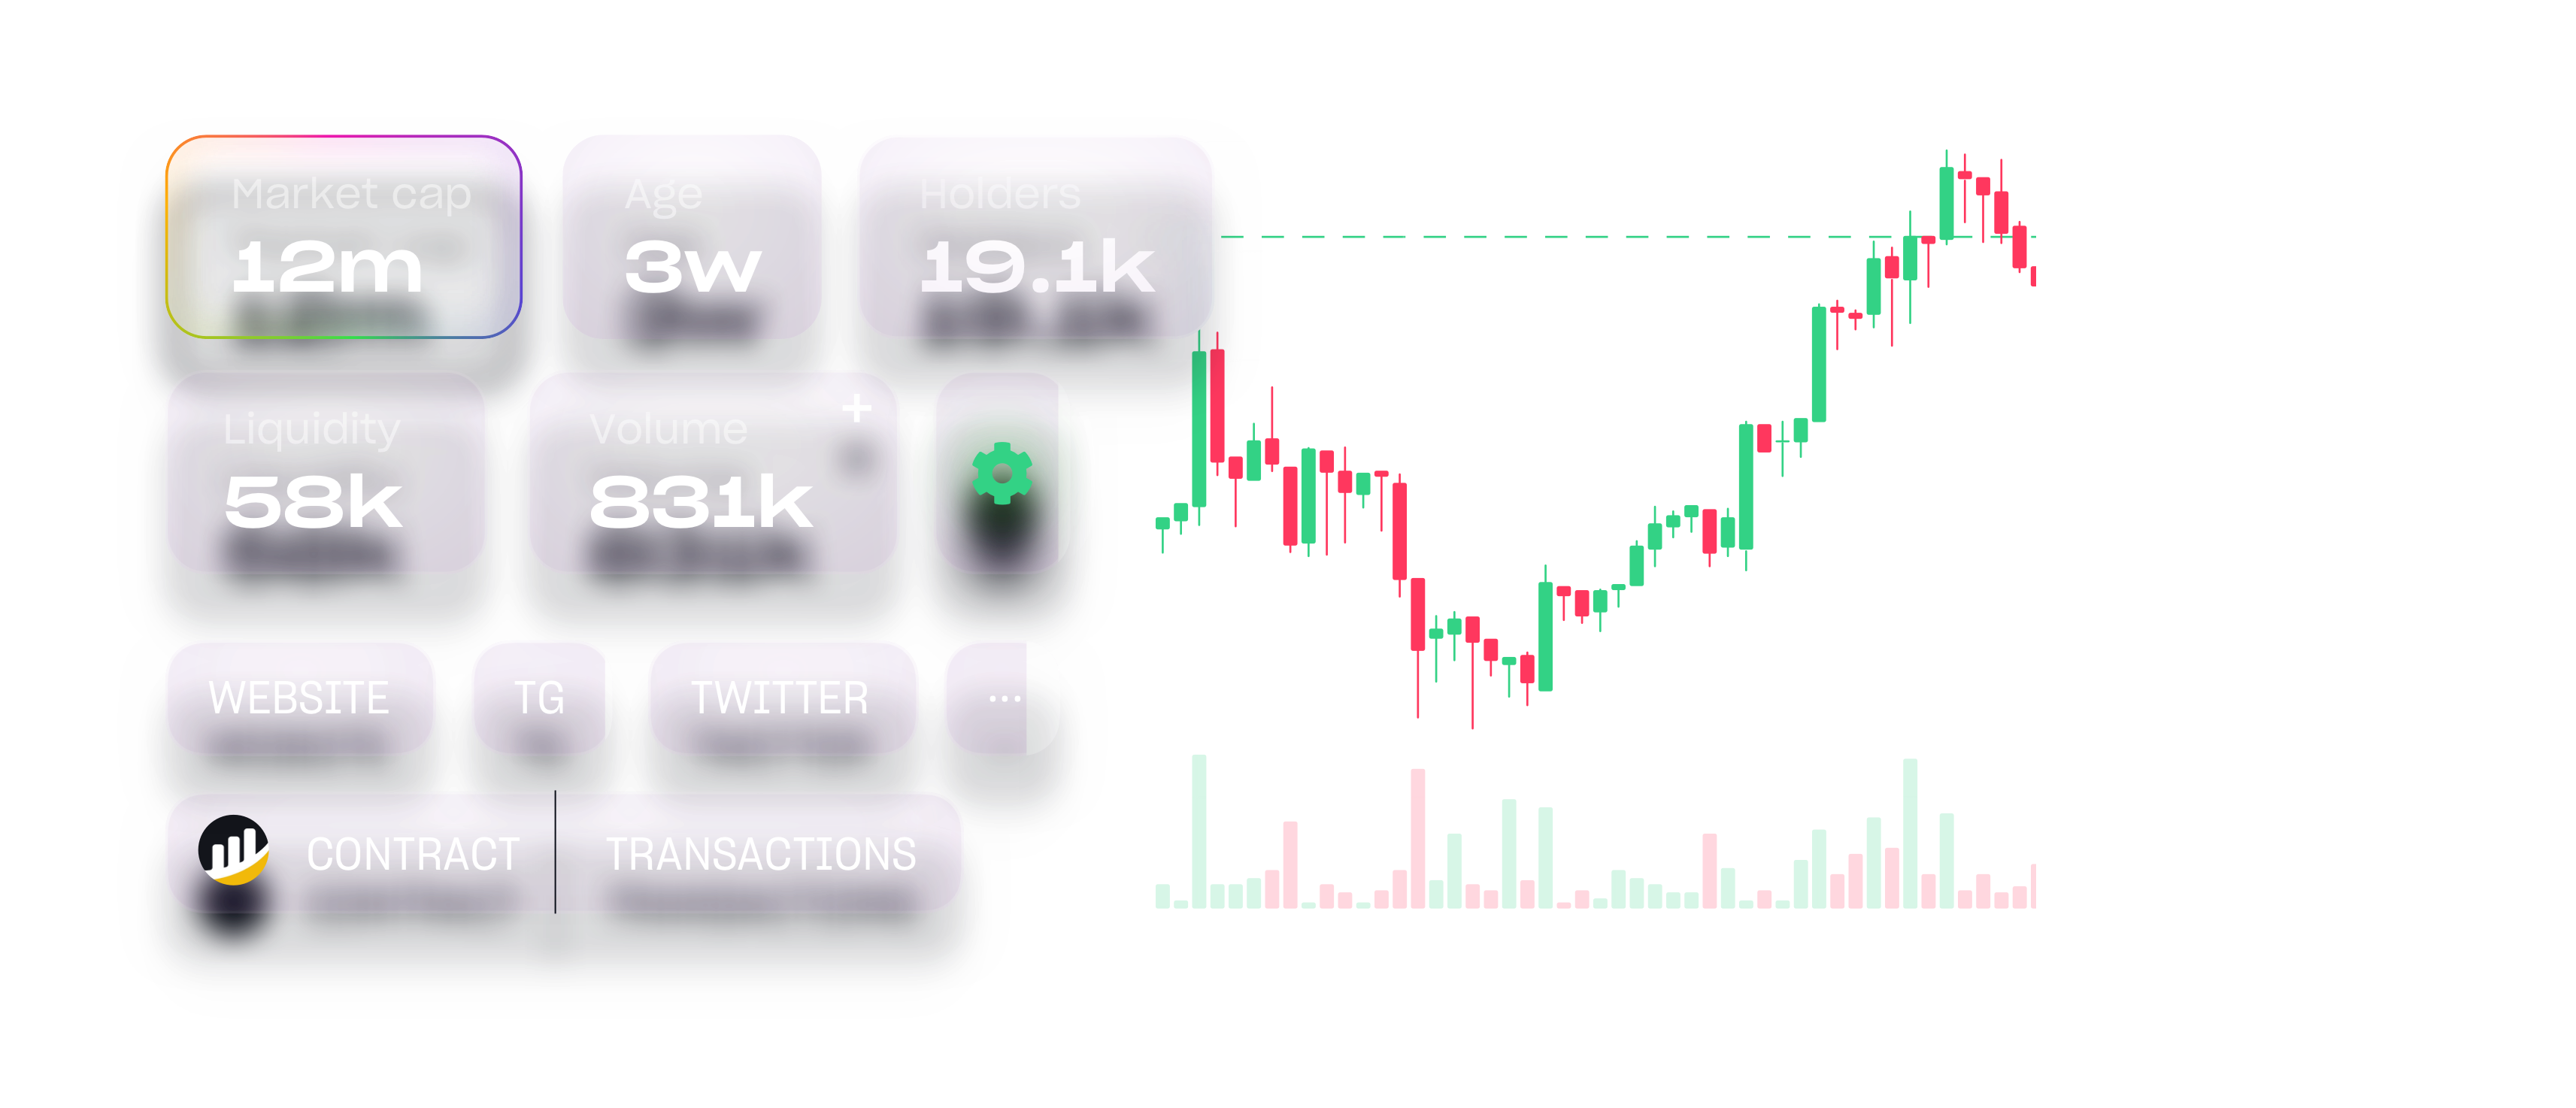 Market cap
12m
Age
3w
Holders
19.1k
Liquidity
58k
Volume
831k
+
WEBSITE
TG
TWITTER
...
CONTRACT
TRANSACTIONS